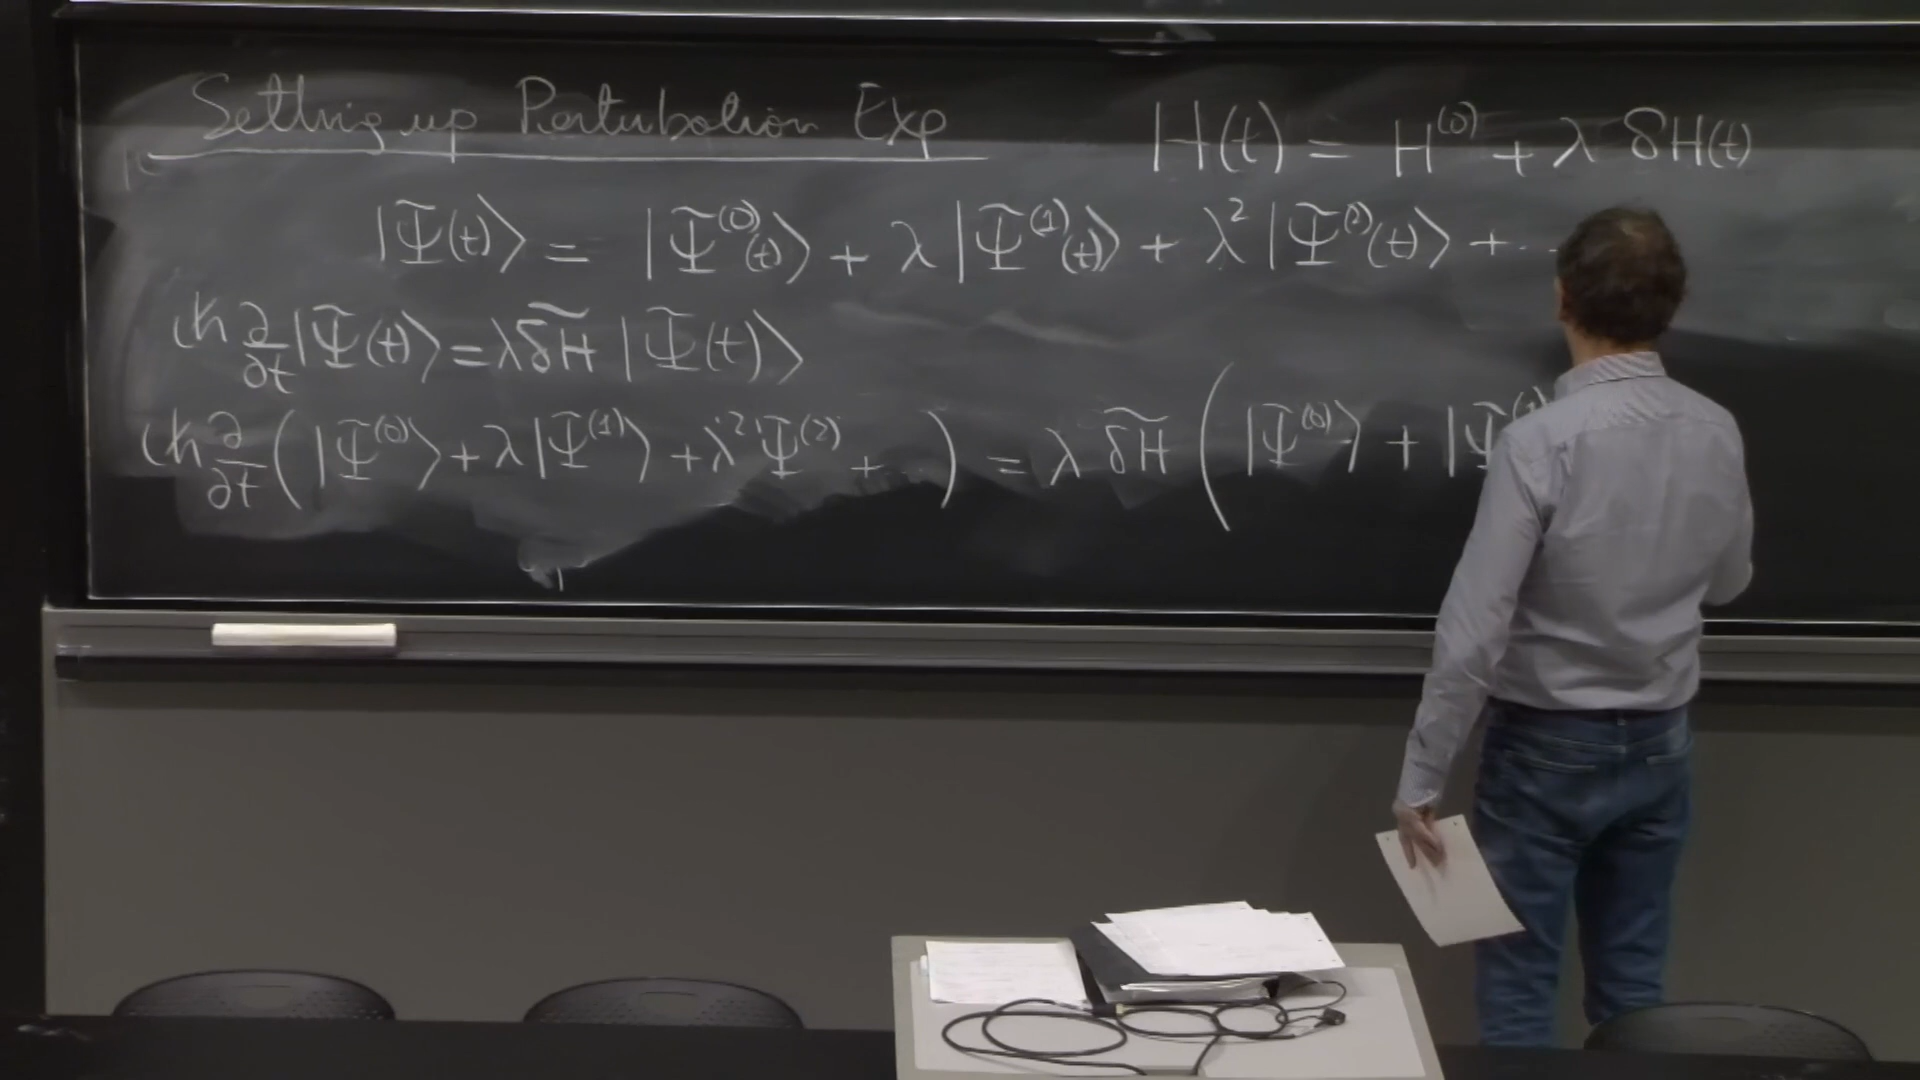 Setting up Perturbation Exp
H(t) = H⁽⁰⁾ + λ δH(t)
|Ψ̃(t)⟩ = |Ψ̃⁽⁰⁾(t)⟩ + λ |Ψ̃⁽¹⁾(t)⟩ + λ² |Ψ̃⁽²⁾(t)⟩ + ...
iℏ ∂/∂t |Ψ̃(t)⟩ = λ δH̃ |Ψ̃(t)⟩
iℏ ∂/∂t ( |Ψ̃⁽⁰⁾⟩ + λ |Ψ̃⁽¹⁾⟩ + λ² Ψ̃⁽²⁾ + .. ) = λ δH̃ ( |Ψ̃⁽⁰⁾⟩ + |Ψ̃⁽¹⁾